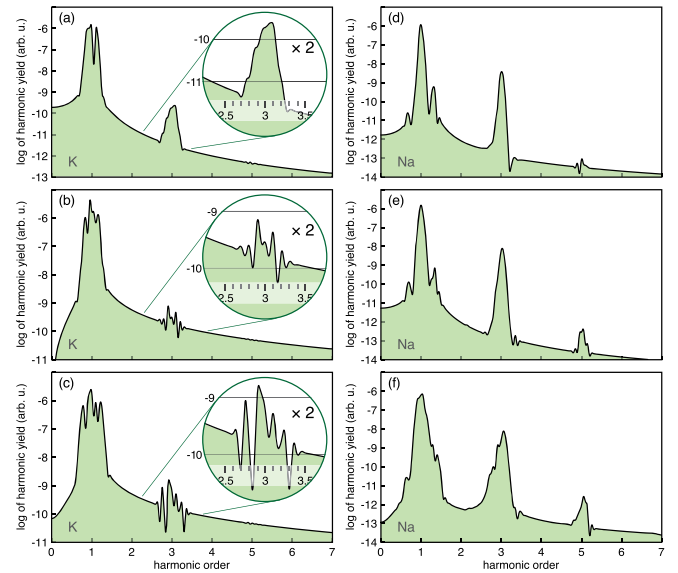 (a)
log of harmonic yield (arb. u.)
-6
-7
-8
-9
-10
-11
-12
-13
K
-10
-11
× 2
2.5 3 3.5
(d)
log of harmonic yield (arb. u.)
-5
-6
-7
-8
-9
-10
-11
-12
-13
-14
Na
(b)
log of harmonic yield (arb. u.)
-6
-7
-8
-9
-10
-11
K
-9
-10
× 2
2.5 3 3.5
(e)
log of harmonic yield (arb. u.)
-5
-6
-7
-8
-9
-10
-11
-12
-13
-14
Na
(c)
log of harmonic yield (arb. u.)
-6
-7
-8
-9
-10
-11
K
-9
-10
× 2
2.5 3 3.5
0 1 2 3 4 5 6 7
harmonic order
(f)
log of harmonic yield (arb. u.)
-5
-6
-7
-8
-9
-10
-11
-12
-13
-14
Na
0 1 2 3 4 5 6 7
harmonic order